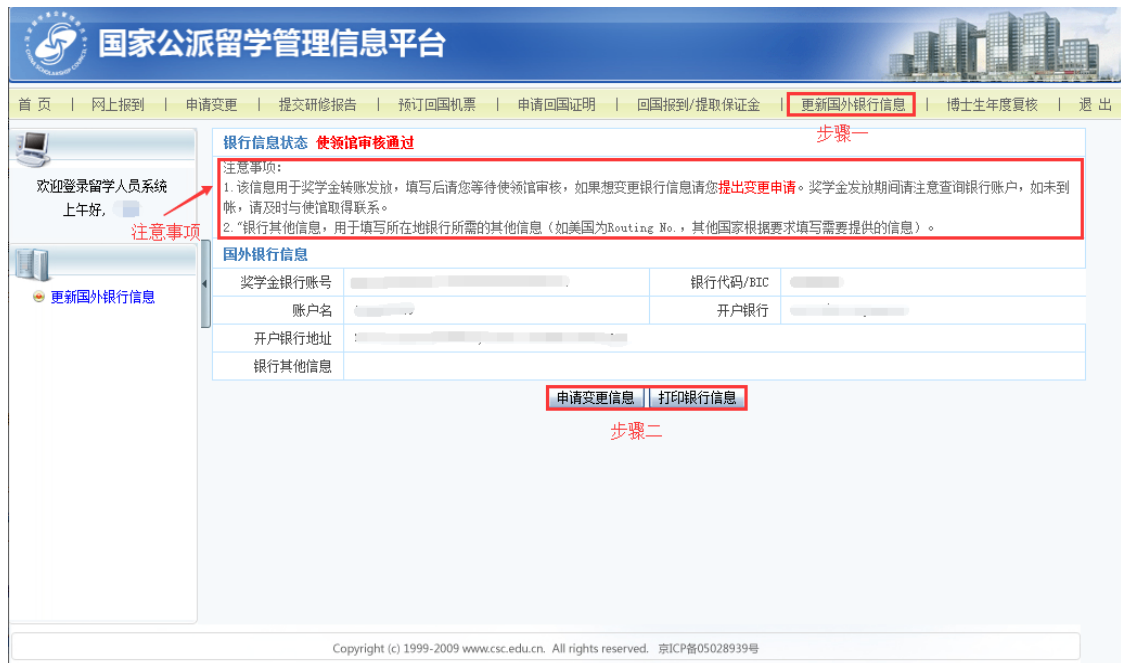 国家公派留学管理信息平台
首 页 | 网上报到 | 申请变更 | 提交研修报告 | 预订回国机票 | 申请回国证明 | 回国报到/提取保证金 | 更新国外银行信息 | 博士生年度复核 | 退 出
步骤一
银行信息状态 使领馆审核通过
欢迎登录留学人员系统
上午好,
注意事项
更新国外银行信息
注意事项:
1.该信息用于奖学金转账发放，填写后请您等待使领馆审核，如果想变更银行信息请您提出变更申请。奖学金发放期间请注意查询银行账户，如未到
帐，请及时与使馆取得联系。
2.“银行其他信息，用于填写所在地银行所需的其他信息（如美国为Routing No.，其他国家根据要求填写需要提供的信息）。
国外银行信息
奖学金银行账号 银行代码/BIC
账户名 开户银行
开户银行地址
银行其他信息
申请变更信息 打印银行信息
步骤二
Copyright (c) 1999-2009 www.csc.edu.cn. All rights reserved. 京ICP备05028939号